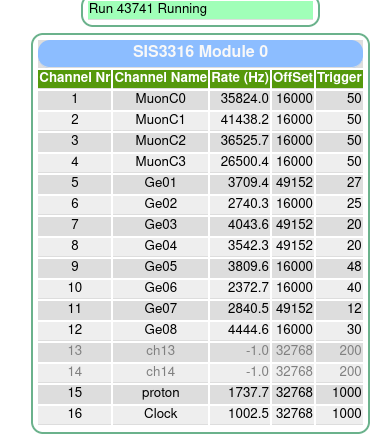 Run 43741 Running
SIS3316 Module 0
Channel Nr Channel Name Rate (Hz) OffSet Trigger
1 MuonC0 35824.0 16000 50
2 MuonC1 41438.2 16000 50
3 MuonC2 36525.7 16000 50
4 MuonC3 26500.4 16000 50
5 Ge01 3709.4 49152 27
6 Ge02 2740.3 16000 25
7 Ge03 4043.6 49152 20
8 Ge04 3542.3 49152 20
9 Ge05 3809.6 16000 48
10 Ge06 2372.7 16000 40
11 Ge07 2840.5 49152 12
12 Ge08 4444.6 16000 30
13 ch13 -1.0 32768 200
14 ch14 -1.0 32768 200
15 proton 1737.7 32768 1000
16 Clock 1002.5 32768 1000